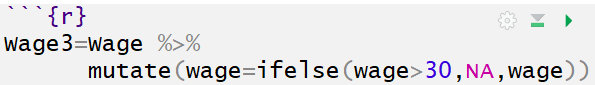 ```{r}
Wage3=Wage %>%
mutate(wage=ifelse(wage>30,NA,wage))